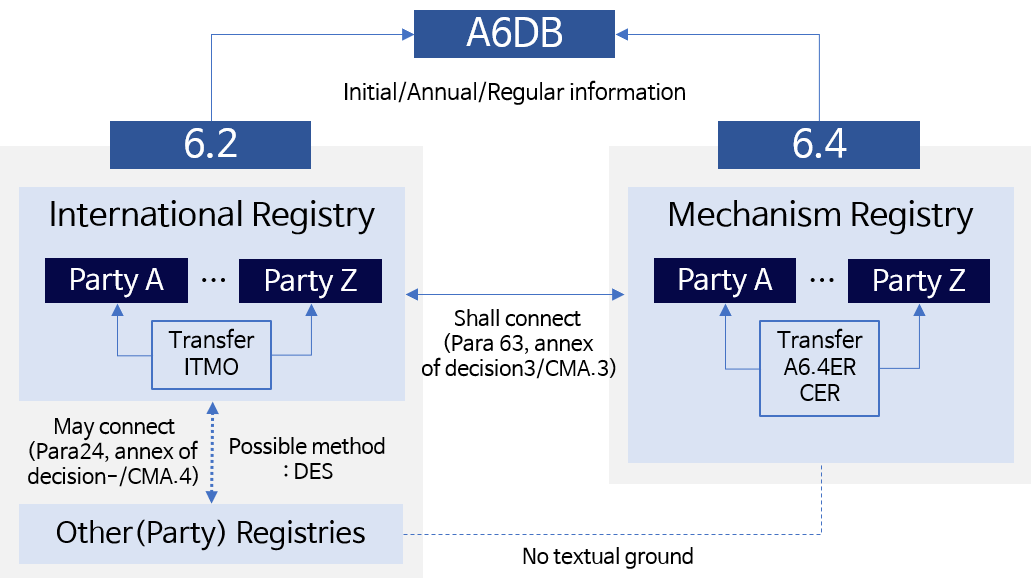 A6DB
Initial/Annual/Regular information
6.2
6.4
International Registry
Party A ... Party Z
Transfer
ITMO
Mechanism Registry
Party A ... Party Z
Transfer
A6.4ER
CER
Shall connect
(Para 63, annex
of decision3/CMA.3)
May connect
(Para24, annex of
decision-/CMA.4)
Possible method
: DES
Other(Party) Registries
No textual ground